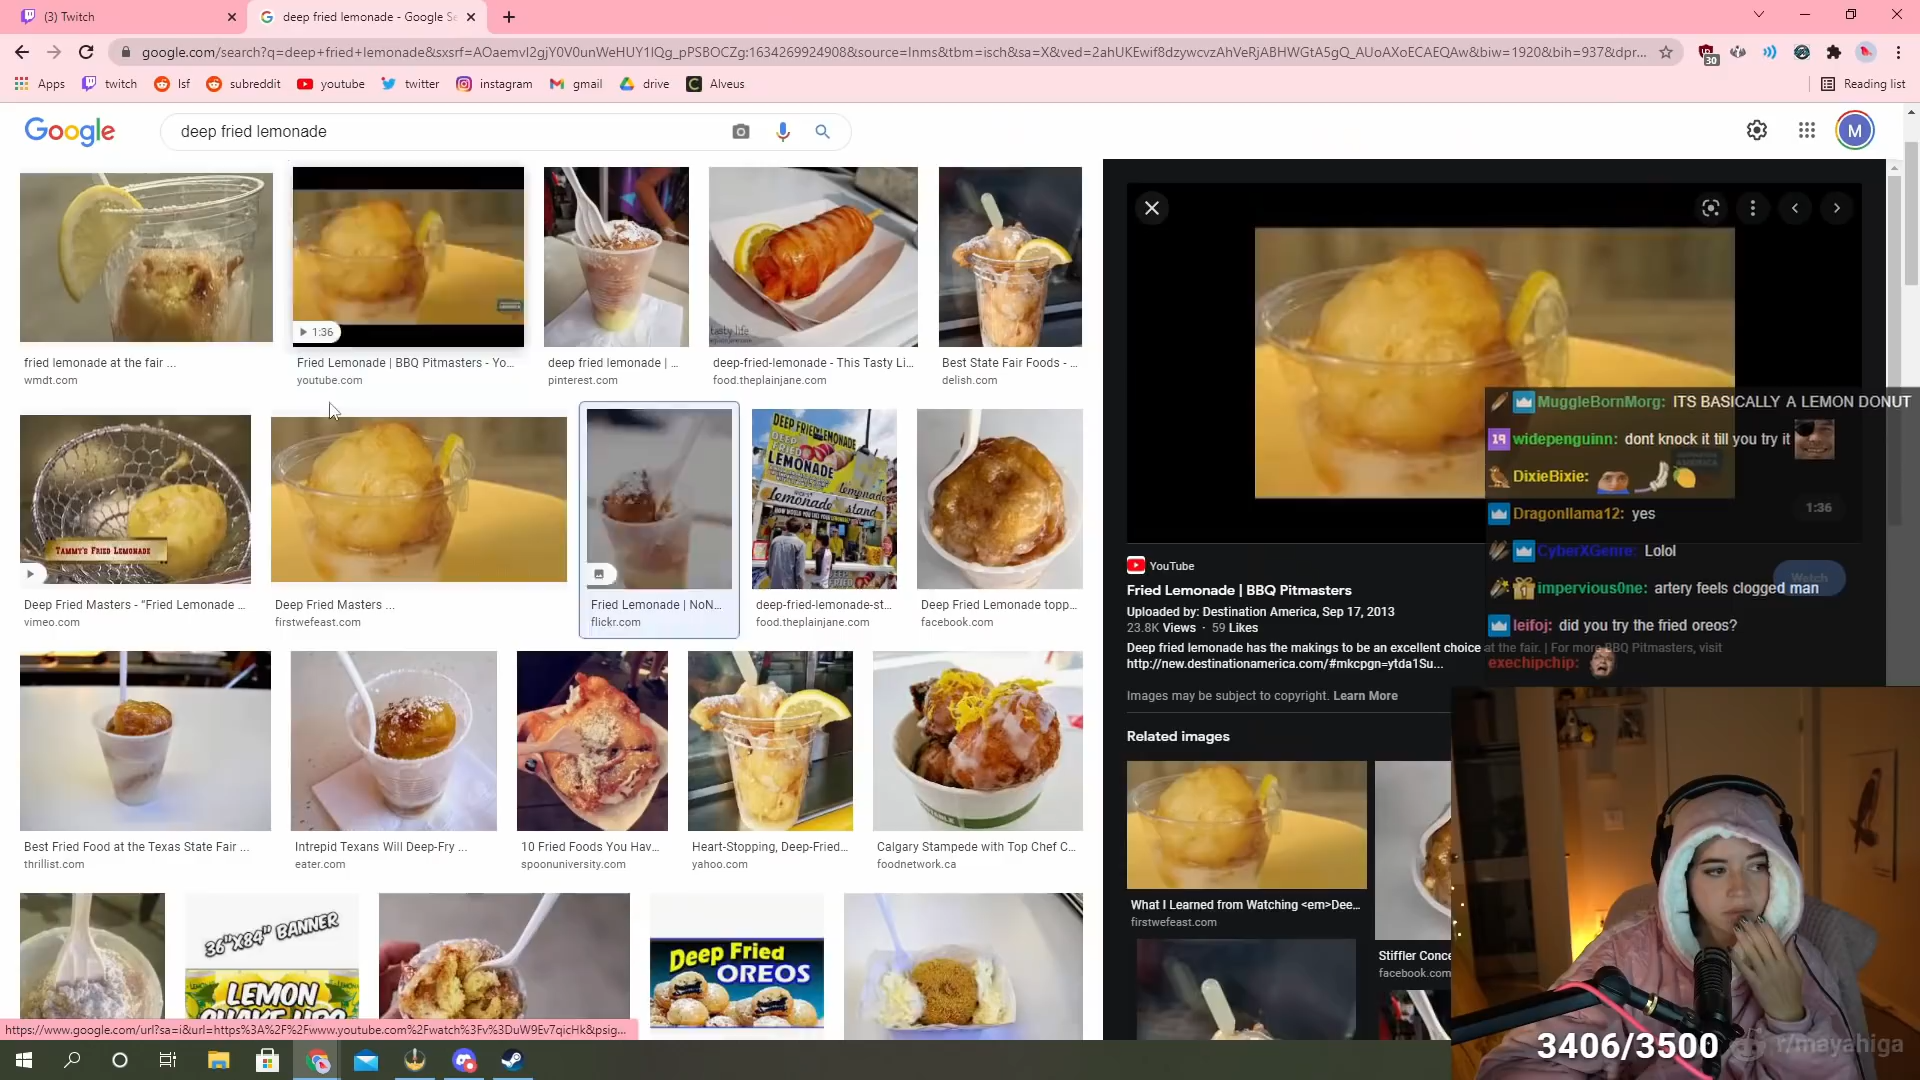 (3) Twitch
deep fried lemonade - Google Se
google.com/search?q=deep+fried+lemonade&sxsrf=AOaemvI2gjY0V0unWeHUY1IQg_pPSBOCZg:1634269924908&source=lnms&tbm=isch&sa=X&ved=2ahUKEwif8dzywcvzAhVeRjABHWGtA5gQ_AUoAXoECAEQAw&biw=1920&bih=937&dpr...
30
Apps twitch lsf subreddit youtube twitter instagram gmail drive Alveus Reading list
Google
deep fried lemonade
M
1:36
tasty life
fried lemonade at the fair ...
wmdt.com
Fried Lemonade | BBQ Pitmasters - Yo...
youtube.com
deep fried lemonade | ...
pinterest.com
deep-fried-lemonade - This Tasty Li...
food.theplainjane.com
Best State Fair Foods - ...
delish.com
TAMMY'S FRIED LEMONADE
DEEP FRIED LEMONADE
DEEP FRIED
LEMONADE
lemonade
lemonade stand
Deep Fried Masters - "Fried Lemonade ...
vimeo.com
Deep Fried Masters ...
firstwefeast.com
Fried Lemonade | NoN...
flickr.com
deep-fried-lemonade-st...
food.theplainjane.com
Deep Fried Lemonade topp...
facebook.com
Best Fried Food at the Texas State Fair ...
thrillist.com
Intrepid Texans Will Deep-Fry ...
eater.com
10 Fried Foods You Hav...
spoonuniversity.com
Heart-Stopping, Deep-Fried...
yahoo.com
Calgary Stampede with Top Chef C...
foodnetwork.ca
36"X84" BANNER
LEMON
SHAKE UPS
Deep Fried
OREOS
https://www.google.com/url?sa=i&url=https%3A%2F%2Fwww.youtube.com%2Fwatch%3Fv%3DuW9Ev7qicHk&psig...
YouTube
Fried Lemonade | BBQ Pitmasters
Uploaded by: Destination America, Sep 17, 2013
23.8K Views · 59 Likes
Deep fried lemonade has the makings to be an excellent choice at the fair. | For more BBQ Pitmasters, visit
http://new.destinationamerica.com/#mkcpgn=ytda1Su...
Images may be subject to copyright. Learn More
1:36
Watch
Related images
What I Learned from Watching <em>Dee...
firstwefeast.com
Stiffler Conce
facebook.com
MuggleBornMorg: ITS BASICALLY A LEMON DONUT
19 widepenguinn: dont knock it till you try it
DixieBixie:
Dragonllama12: yes
CyberXGenre: Lolol
impervious0ne: artery feels clogged man
leifoj: did you try the fried oreos?
exechipchip:
3406/3500
r/mayahiga